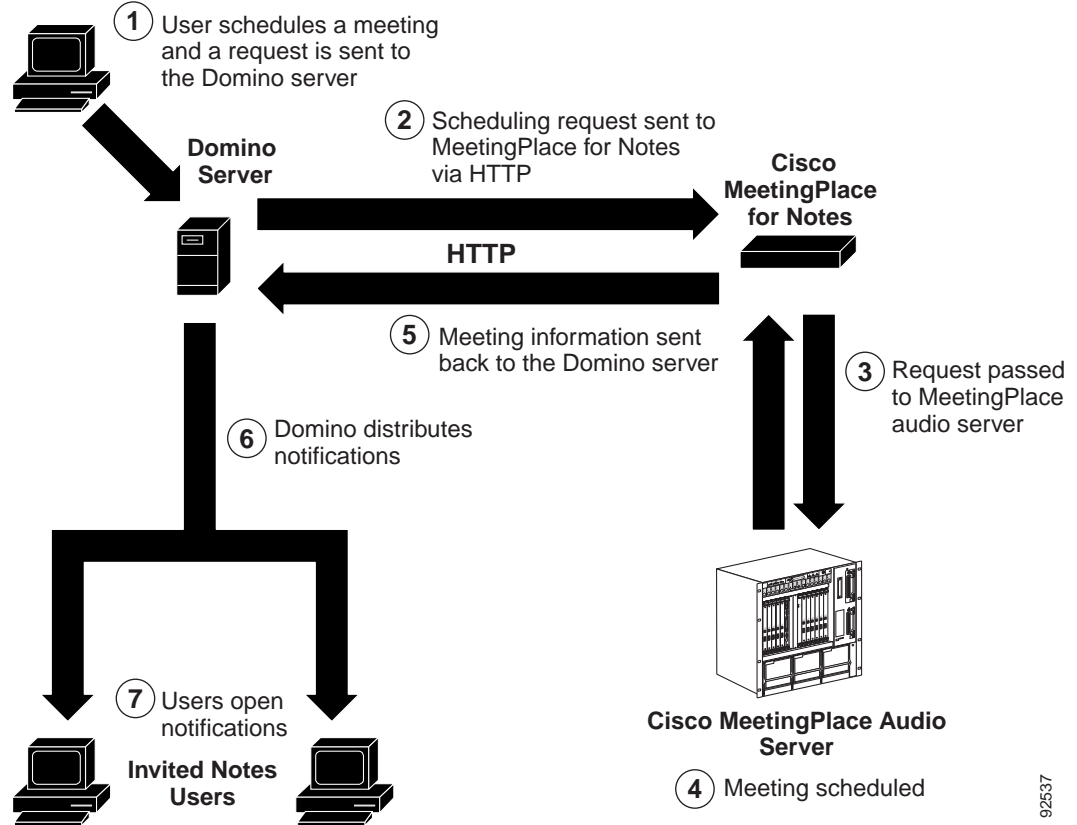 1 User schedules a meeting
and a request is sent to
the Domino server
2 Scheduling request sent to
MeetingPlace for Notes
via HTTP
Domino
Server
Cisco
MeetingPlace
for Notes
HTTP
5 Meeting information sent
back to the Domino server
3 Request passed
to MeetingPlace
audio server
6 Domino distributes
notifications
7 Users open
notifications
Invited Notes
Users
Cisco MeetingPlace Audio
Server
4 Meeting scheduled
92537